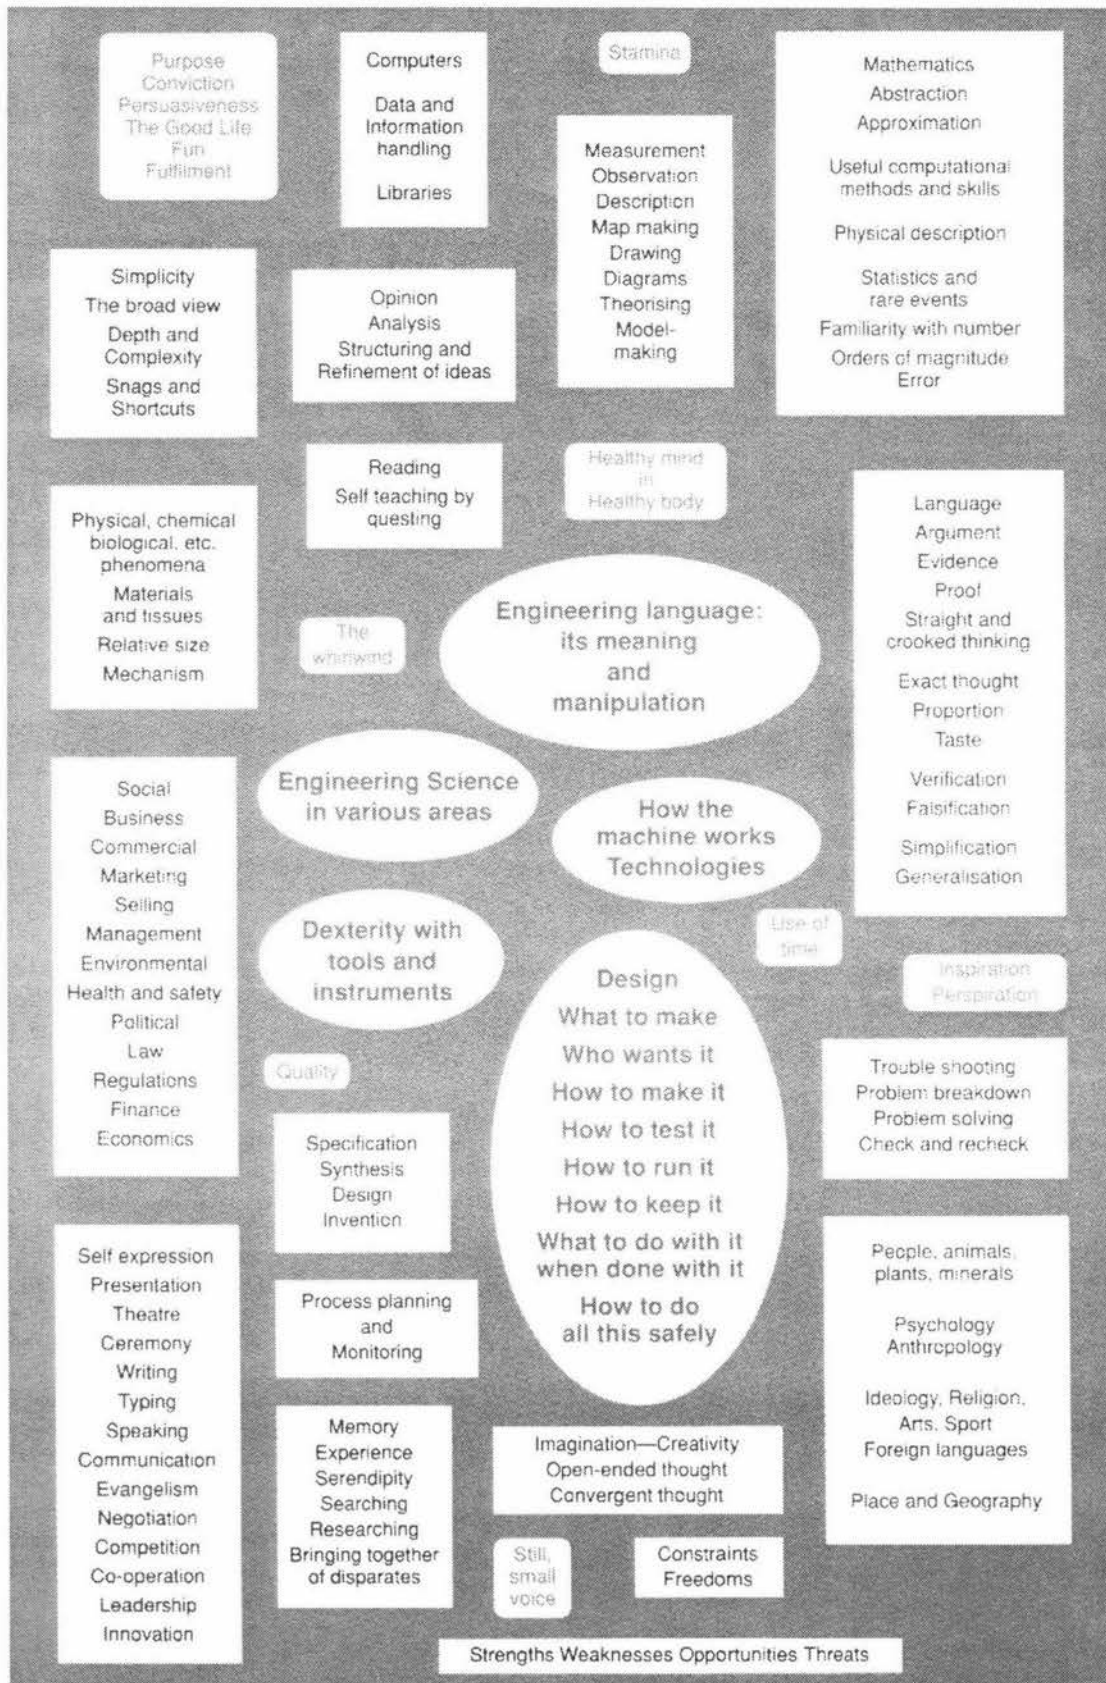 Purpose
Conviction
Persuasiveness
The Good Life
Fun
Fulfilment
Computers
Data and
Information
handling
Libraries
Stamina
Mathematics
Abstraction
Approximation
Useful computational
methods and skills
Physical description
Statistics and
rare events
Familiarity with number
Orders of magnitude
Error
Measurement
Observation
Description
Map making
Drawing
Diagrams
Theorising
Model-
making
Simplicity
The broad view
Depth and
Complexity
Snags and
Shortcuts
Opinion
Analysis
Structuring and
Refinement of ideas
Reading
Self teaching by
questing
Healthy mind
in
Healthy body
Language
Argument
Evidence
Proof
Straight and
crooked thinking
Exact thought
Proportion
Taste
Verification
Falsification
Simplification
Generalisation
Physical, chemical
biological, etc.
phenomena
Materials
and tissues
Relative size
Mechanism
The
whirlwind
Engineering language:
its meaning
and
manipulation
Engineering Science
in various areas
How the
machine works
Technologies
Social
Business
Commercial
Marketing
Selling
Management
Environmental
Health and safety
Political
Law
Regulations
Finance
Economics
Dexterity with
tools and
instruments
Use of
time
Inspiration
Perspiration
Design
What to make
Who wants it
How to make it
How to test it
How to run it
How to keep it
What to do with it
when done with it
How to do
all this safely
Quality
Trouble shooting
Problem breakdown
Problem solving
Check and recheck
Specification
Synthesis
Design
Invention
Self expression
Presentation
Theatre
Ceremony
Writing
Typing
Speaking
Communication
Evangelism
Negotiation
Competition
Co-operation
Leadership
Innovation
Process planning
and
Monitoring
People, animals,
plants, minerals
Psychology
Anthropology
Ideology, Religion,
Arts, Sport
Foreign languages
Place and Geography
Memory
Experience
Serendipity
Searching
Researching
Bringing together
of disparates
Imagination—Creativity
Open-ended thought
Convergent thought
Still,
small
voice
Constraints
Freedoms
Strengths Weaknesses Opportunities Threats